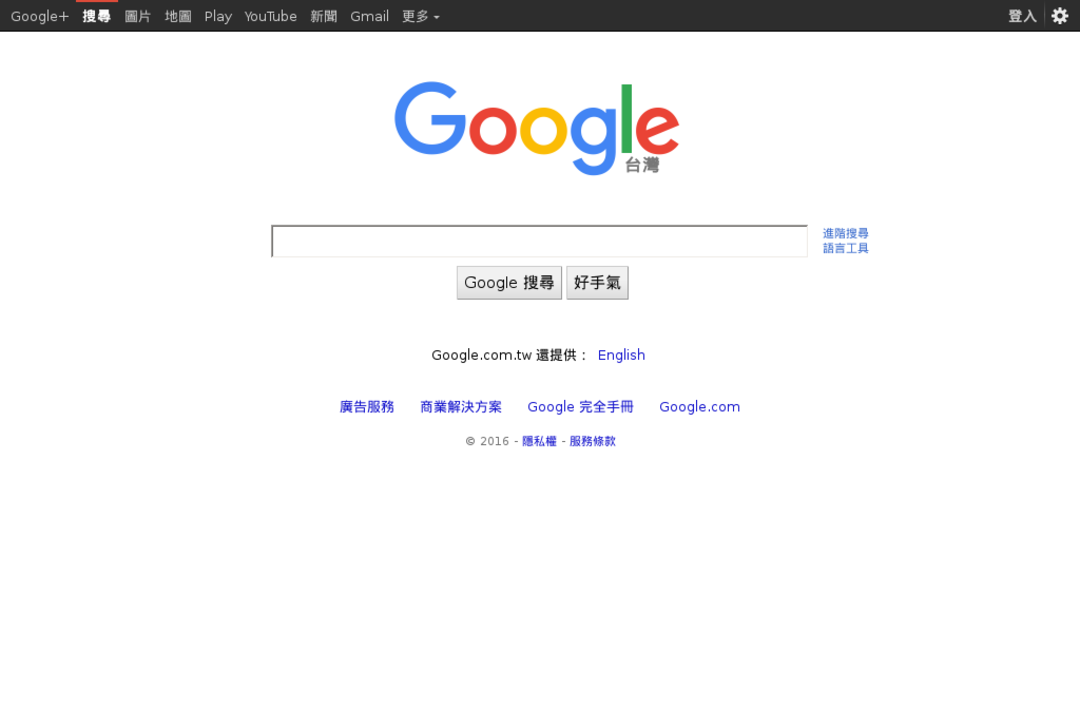 Google+ 搜尋 圖片 地圖 Play YouTube 新聞 Gmail 更多 登入
Google
台灣
進階搜尋
語言工具
Google 搜尋 好手氣
Google.com.tw 還提供： English
廣告服務 商業解決方案 Google 完全手冊 Google.com
© 2016 - 隱私權 - 服務條款